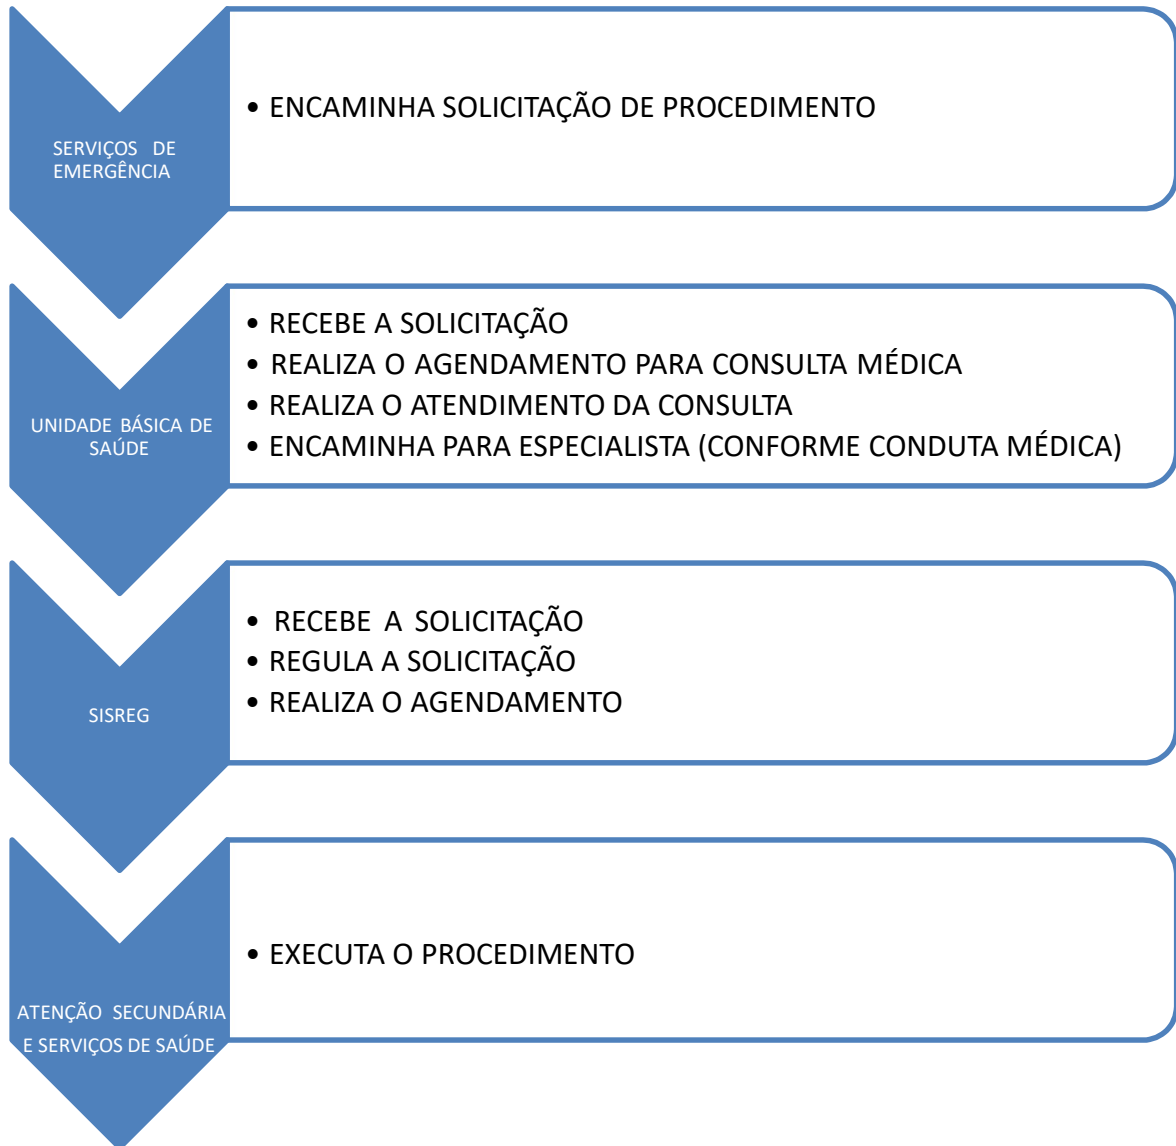 SERVIÇOS DE
EMERGÊNCIA
• ENCAMINHA SOLICITAÇÃO DE PROCEDIMENTO
UNIDADE BÁSICA DE
SAÚDE
• RECEBE A SOLICITAÇÃO
• REALIZA O AGENDAMENTO PARA CONSULTA MÉDICA
• REALIZA O ATENDIMENTO DA CONSULTA
• ENCAMINHA PARA ESPECIALISTA (CONFORME CONDUTA MÉDICA)
SISREG
• RECEBE A SOLICITAÇÃO
• REGULA A SOLICITAÇÃO
• REALIZA O AGENDAMENTO
ATENÇÃO SECUNDÁRIA
E SERVIÇOS DE SAÚDE
• EXECUTA O PROCEDIMENTO